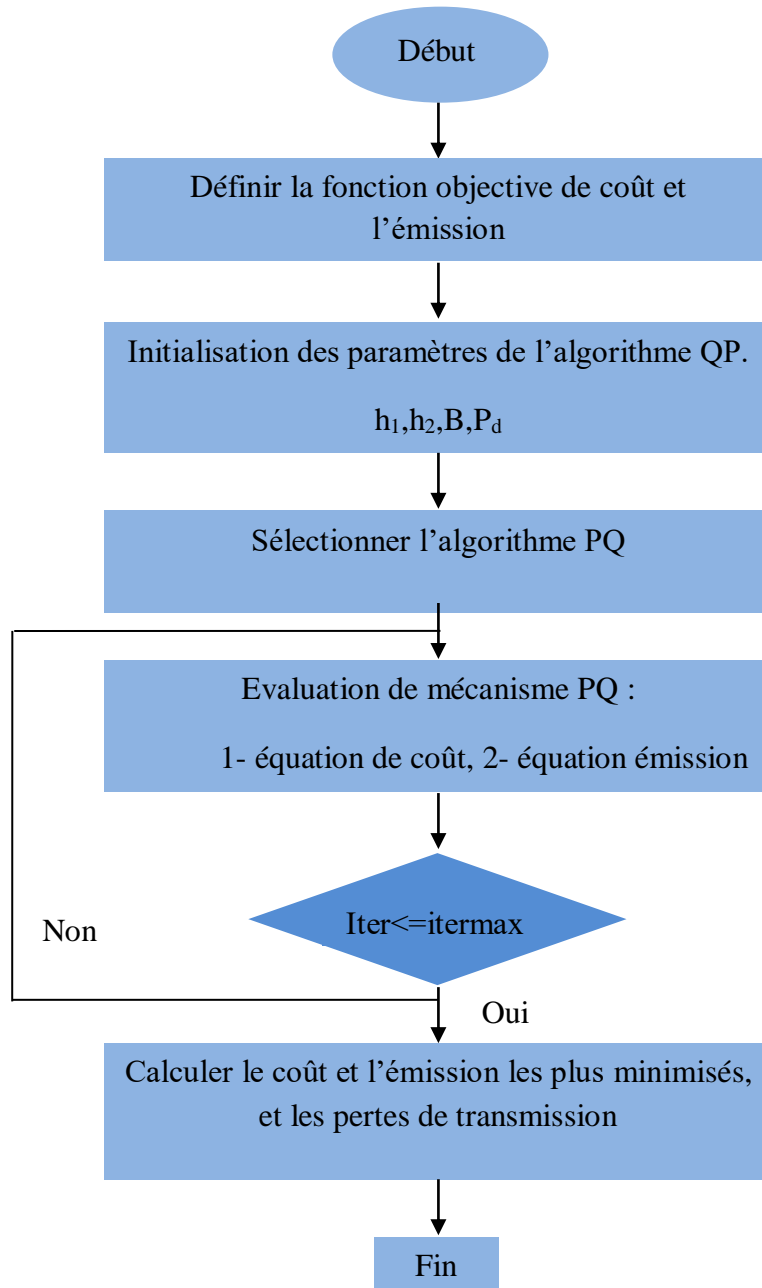 Début
Définir la fonction objective de coût et
l’émission
Initialisation des paramètres de l’algorithme QP.
h₁,h₂,B,P_d
Sélectionner l’algorithme PQ
Evaluation de mécanisme PQ :
1- équation de coût, 2- équation émission
Iter<=itermax
Non
Oui
Calculer le coût et l’émission les plus minimisés,
et les pertes de transmission
Fin